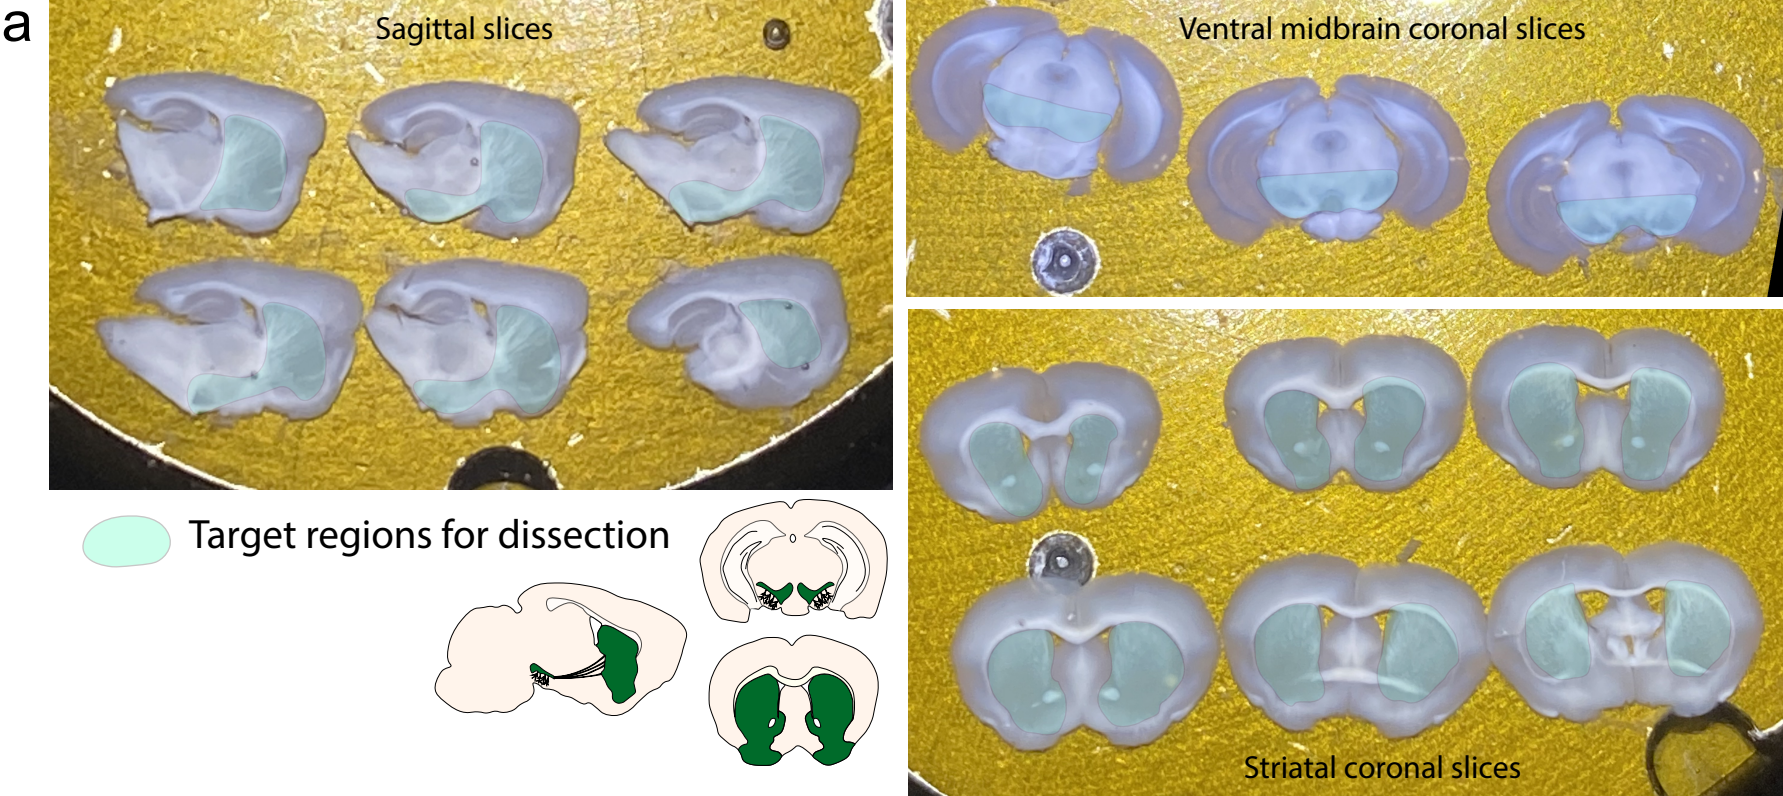 a
Sagittal slices
Ventral midbrain coronal slices
Target regions for dissection
Striatal coronal slices